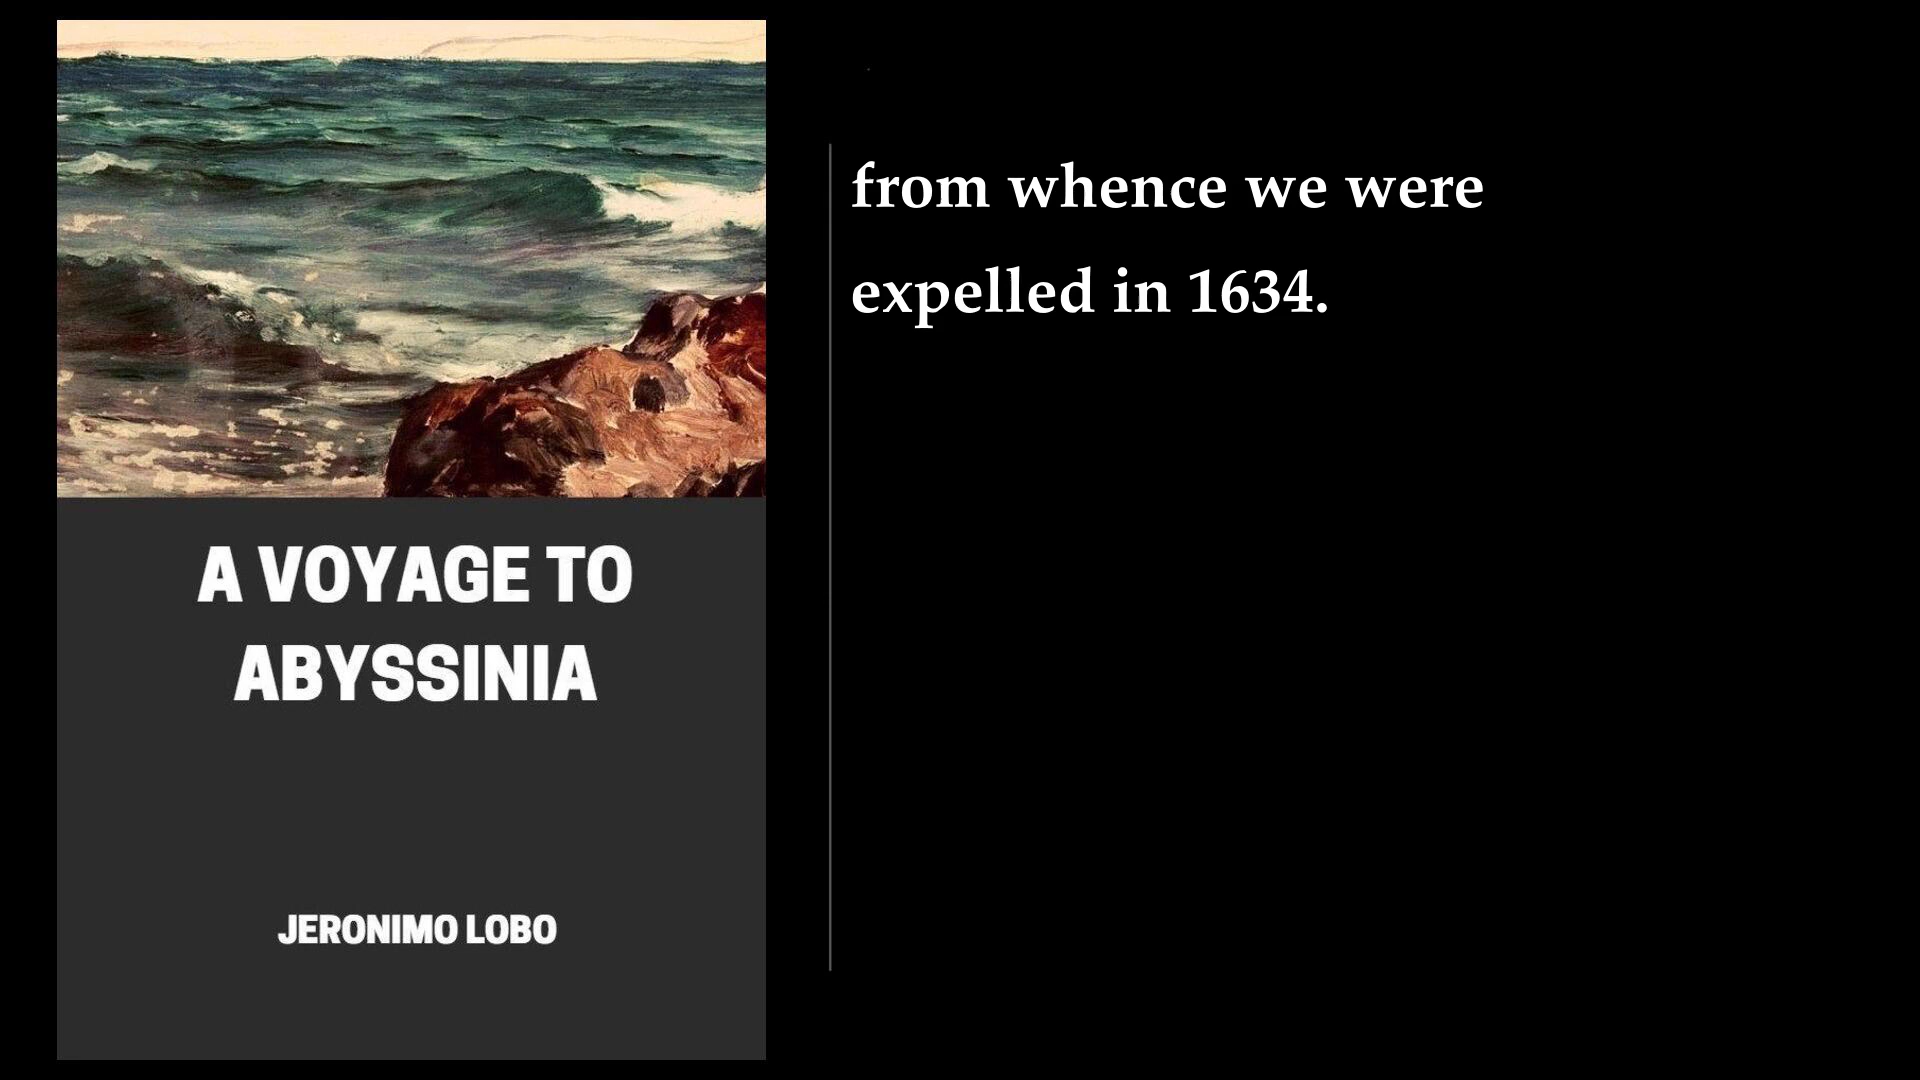 A VOYAGE TO
ABYSSINIA
JERONIMO LOBO
from whence we were
expelled in 1634.